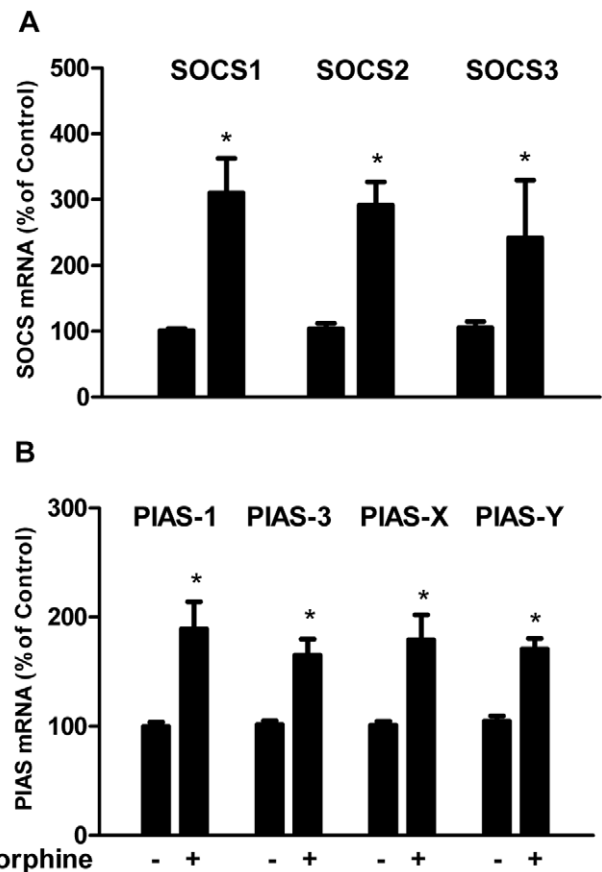 A
SOCS1 SOCS2 SOCS3
SOCS mRNA (% of Control)
500
400
300
200
100
0
* * *
B
PIAS-1 PIAS-3 PIAS-X PIAS-Y
PIAS mRNA (% of Control)
300
200
100
0
* * * *
orphine - + - + - + - +